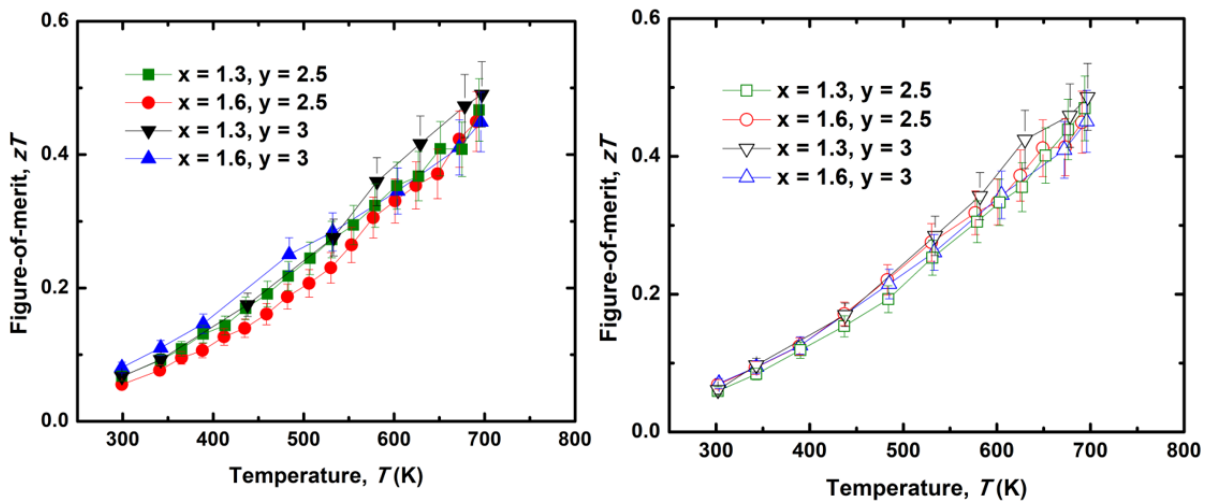 Figure-of-merit, zT
0.6
0.4
0.2
0.0
x = 1.3, y = 2.5
x = 1.6, y = 2.5
x = 1.3, y = 3
x = 1.6, y = 3
300 400 500 600 700 800
Temperature, T (K)
Figure-of-merit, zT
0.6
0.4
0.2
0.0
x = 1.3, y = 2.5
x = 1.6, y = 2.5
x = 1.3, y = 3
x = 1.6, y = 3
300 400 500 600 700 800
Temperature, T (K)